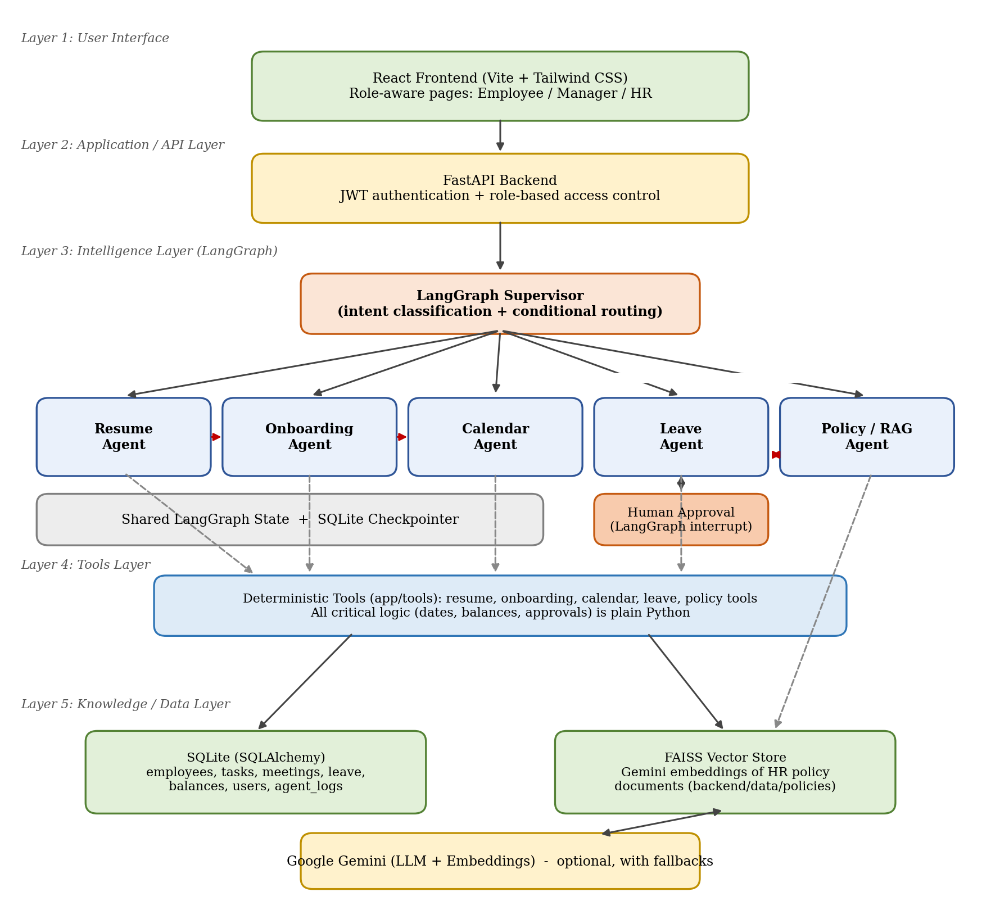 Layer 1: User Interface
React Frontend (Vite + Tailwind CSS)
Role-aware pages: Employee / Manager / HR
Layer 2: Application / API Layer
FastAPI Backend
JWT authentication + role-based access control
Layer 3: Intelligence Layer (LangGraph)
LangGraph Supervisor
(intent classification + conditional routing)
Resume
Agent
Onboarding
Agent
Calendar
Agent
Leave
Agent
Policy / RAG
Agent
Shared LangGraph State + SQLite Checkpointer
Human Approval
(LangGraph interrupt)
Layer 4: Tools Layer
Deterministic Tools (app/tools): resume, onboarding, calendar, leave, policy tools
All critical logic (dates, balances, approvals) is plain Python
Layer 5: Knowledge / Data Layer
SQLite (SQLAlchemy)
employees, tasks, meetings, leave,
balances, users, agent_logs
FAISS Vector Store
Gemini embeddings of HR policy
documents (backend/data/policies)
Google Gemini (LLM + Embeddings) - optional, with fallbacks